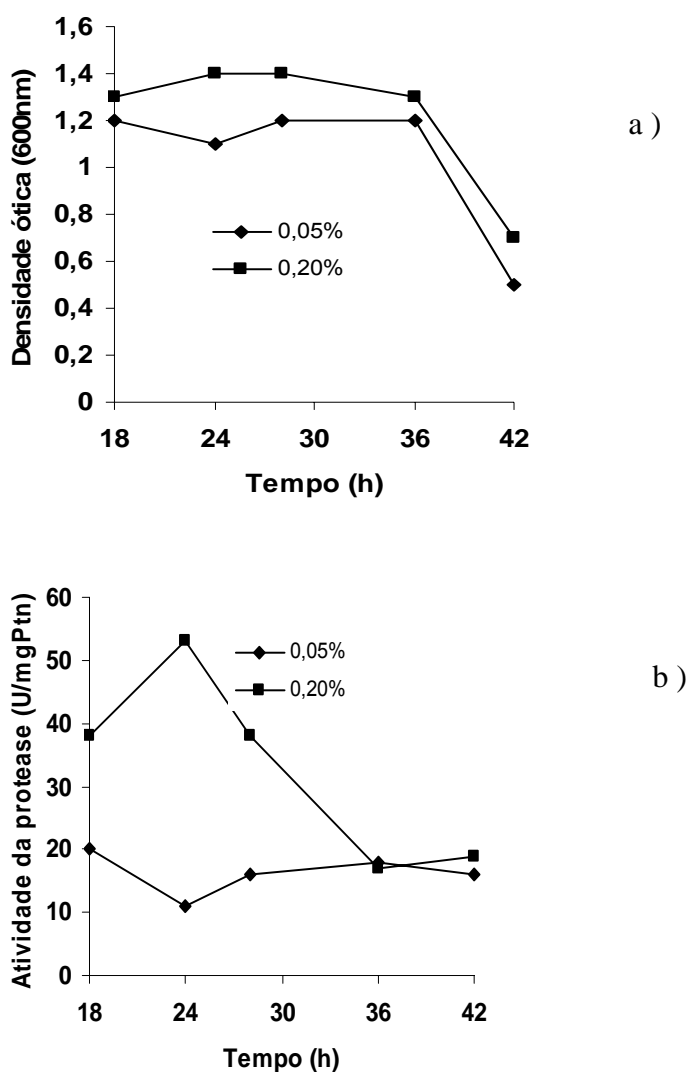 1,6
1,4
1,2
1
0,8
0,6
0,4
0,2
0
Densidade ótica (600nm)
0,05%
0,20%
18 24 30 36 42
Tempo (h)
a )
60
50
40
30
20
10
0
Atividade da protease (U/mgPtn)
0,05%
0,20%
18 24 30 36 42
Tempo (h)
b )